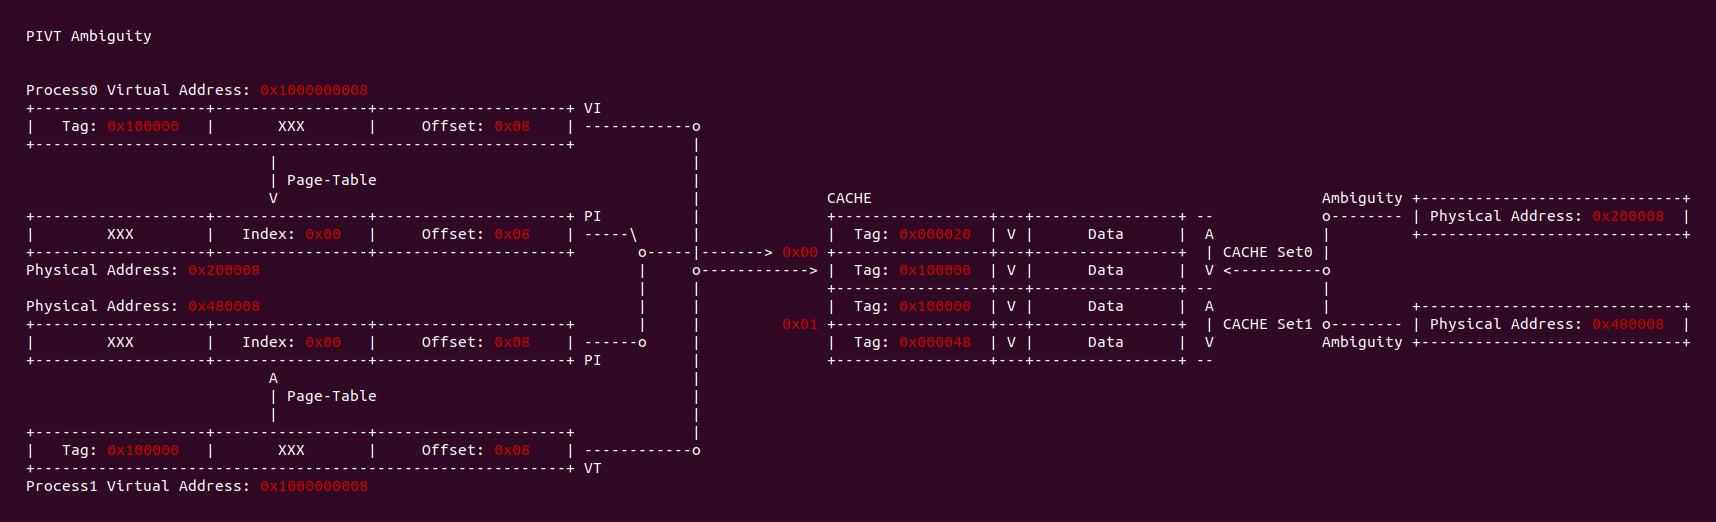 PIVT Ambiguity
Process0 Virtual Address: 0x1000000008
+-------------------+-----------------+---------------------+ VI
|   Tag: 0x100000   |       XXX       |     Offset: 0x08    | ------------o
+-----------------------------------------------------------+             |
                           |                                              |
                           | Page-Table                                   |
                           V                                              |              CACHE                                                  Ambiguity +-----------------------------+
+-------------------+-----------------+---------------------+ PI          |              +-----------------+---+----------------+ --            o-------- | Physical Address: 0x200008  |
|        XXX        |   Index: 0x00   |     Offset: 0x08    | -----\      |              |  Tag: 0x000020  | V |      Data      |  A            |          +-----------------------------+
+-------------------+-----------------+---------------------+       o-----|-------> 0x00 +-----------------+---+----------------+  | CACHE Set0 |
Physical Address: 0x200008                                          |     o------------> |  Tag: 0x100000  | V |      Data      |  V <----------o
                                                                    |     |              +-----------------+---+----------------+ --            |
Physical Address: 0x480008                                          |     |              |  Tag: 0x100000  | V |      Data      |  A            |          +-----------------------------+
+-------------------+-----------------+---------------------+       |     |         0x01 +-----------------+---+----------------+  | CACHE Set1 o-------- | Physical Address: 0x480008  |
|        XXX        |   Index: 0x00   |     Offset: 0x08    | ------o     |              |  Tag: 0x000048  | V |      Data      |  V            Ambiguity +-----------------------------+
+-------------------+-----------------+---------------------+ PI          |              +-----------------+---+----------------+ --
                           A                                              |
                           | Page-Table                                   |
                           |                                              |
+-------------------+-----------------+---------------------+             |
|   Tag: 0x100000   |       XXX       |     Offset: 0x08    | ------------o
+-----------------------------------------------------------+ VT
Process1 Virtual Address: 0x1000000008